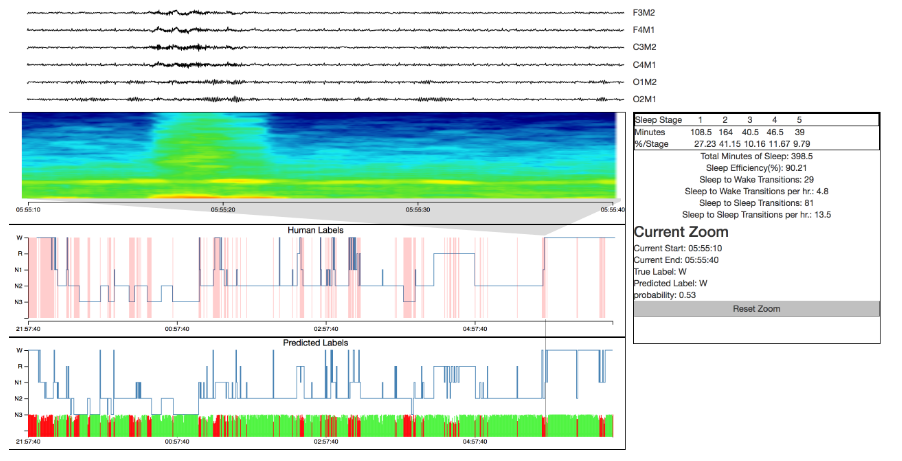 F3M2
F4M1
C3M2
C4M1
O1M2
O2M1
05:55:10 05:55:20 05:55:30 05:55:40
Human Labels
W
R
N1
N2
N3
21:57:40 00:57:40 02:57:40 04:57:40
Predicted Labels
W
R
N1
N2
N3
21:57:40 00:57:40 02:57:40 04:57:40
Sleep Stage 1 2 3 4 5
Minutes 108.5 164 40.5 46.5 39
%/Stage 27.23 41.15 10.16 11.67 9.79
Total Minutes of Sleep: 398.5
Sleep Efficiency(%): 90.21
Sleep to Wake Transitions: 29
Sleep to Wake Transitions per hr.: 4.8
Sleep to Sleep Transitions: 81
Sleep to Sleep Transitions per hr.: 13.5
Current Zoom
Current Start: 05:55:10
Current End: 05:55:40
True Label: W
Predicted Label: W
probability: 0.53
Reset Zoom